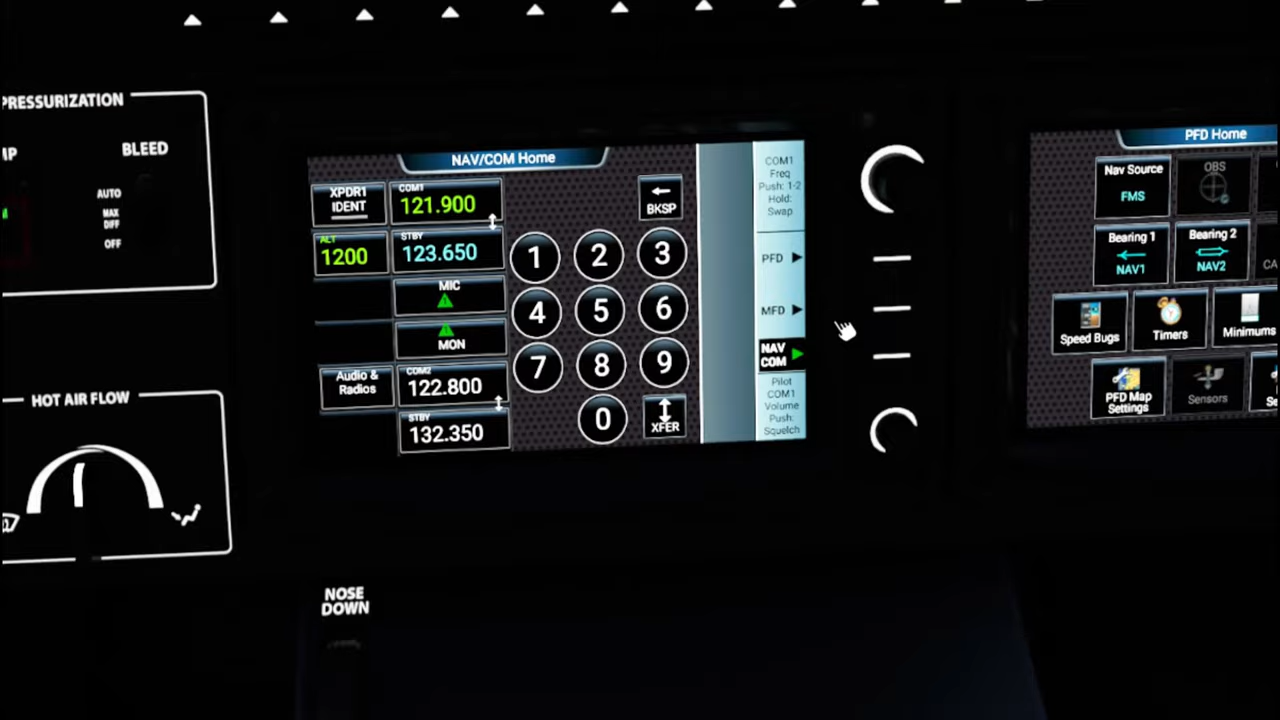 PRESSURIZATION
BLEED
AUTO
MAX
DIFF
OFF
HOT AIR FLOW
NOSE
DOWN
NAV/COM Home
XPDR1
IDENT
COM1
121.900
ALT
1200
STBY
123.650
MIC
MON
Audio &
Radios
COM2
122.800
STBY
132.350
1
2
3
4
5
6
7
8
9
0
BKSP
XFER
COM1
Freq
Push: 1-2
Hold:
Swap
PFD
MFD
NAV
COM
Pilot
COM1
Volume
Push:
Squelch
PFD Home
Nav Source
FMS
OBS
Bearing 1
NAV1
Bearing 2
NAV2
CA
Speed Bugs
Timers
Minimums
PFD Map
Settings
Sensors
Se